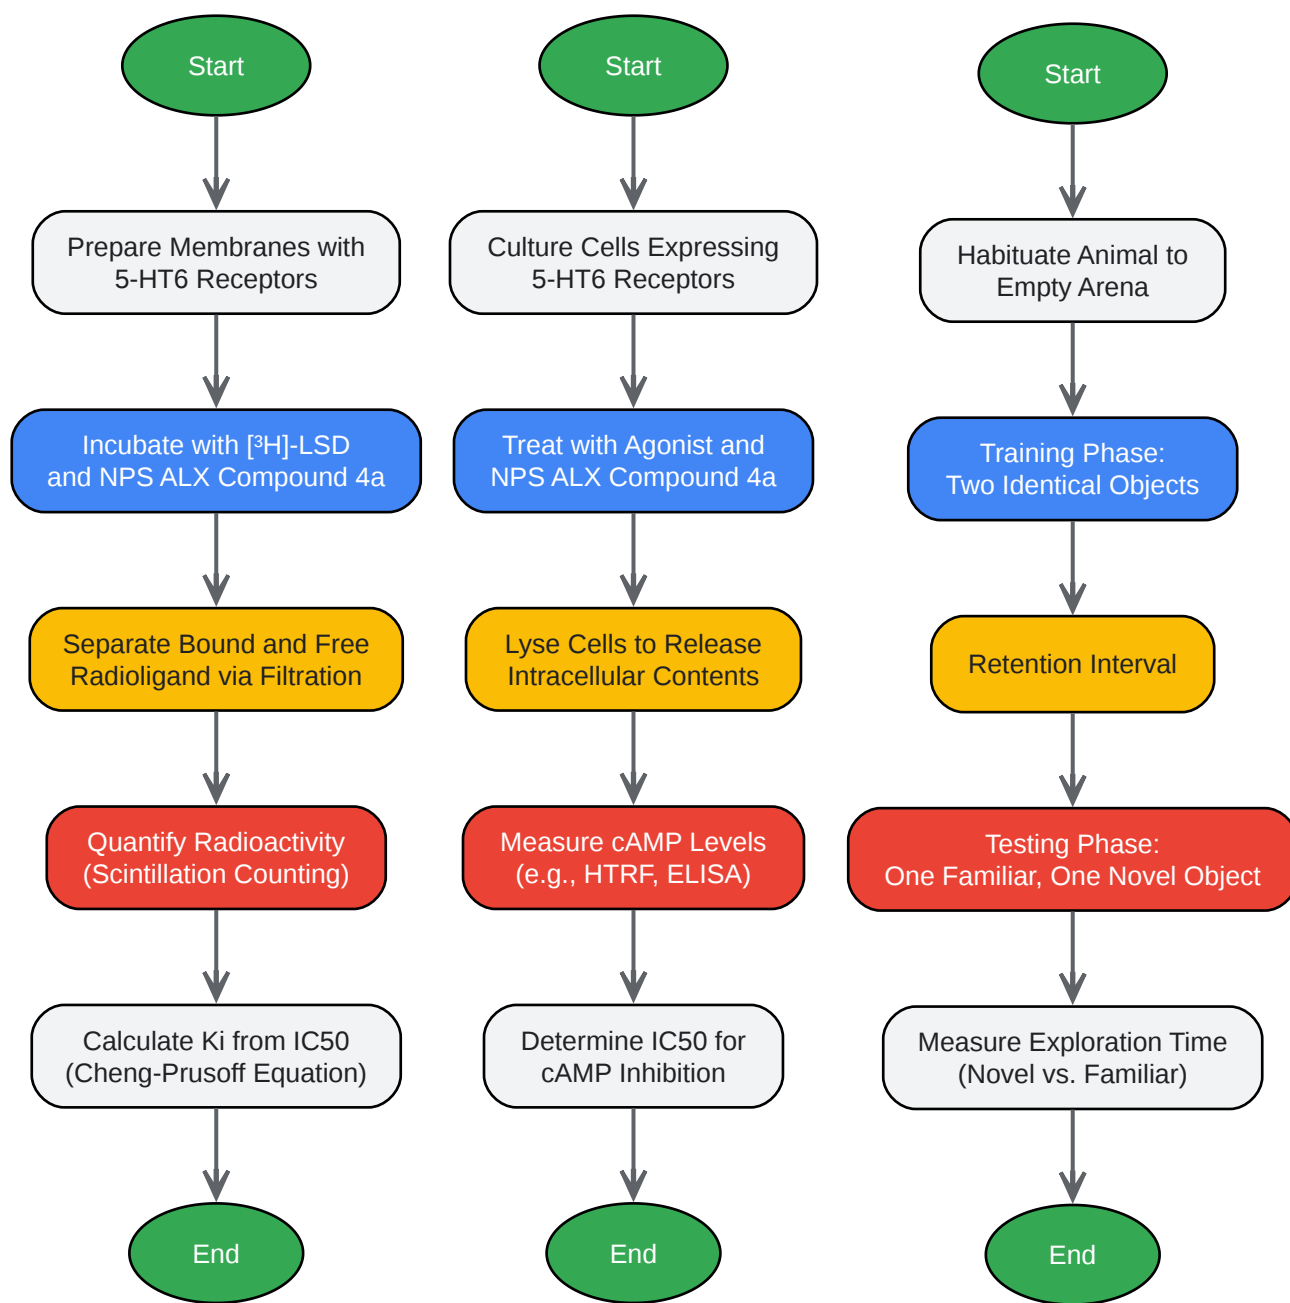 Start
Prepare Membranes with
5-HT6 Receptors
Incubate with [³H]-LSD
and NPS ALX Compound 4a
Separate Bound and Free
Radioligand via Filtration
Quantify Radioactivity
(Scintillation Counting)
Calculate Ki from IC50
(Cheng-Prusoff Equation)
End
Start
Culture Cells Expressing
5-HT6 Receptors
Treat with Agonist and
NPS ALX Compound 4a
Lyse Cells to Release
Intracellular Contents
Measure cAMP Levels
(e.g., HTRF, ELISA)
Determine IC50 for
cAMP Inhibition
End
Start
Habituate Animal to
Empty Arena
Training Phase:
Two Identical Objects
Retention Interval
Testing Phase:
One Familiar, One Novel Object
Measure Exploration Time
(Novel vs. Familiar)
End